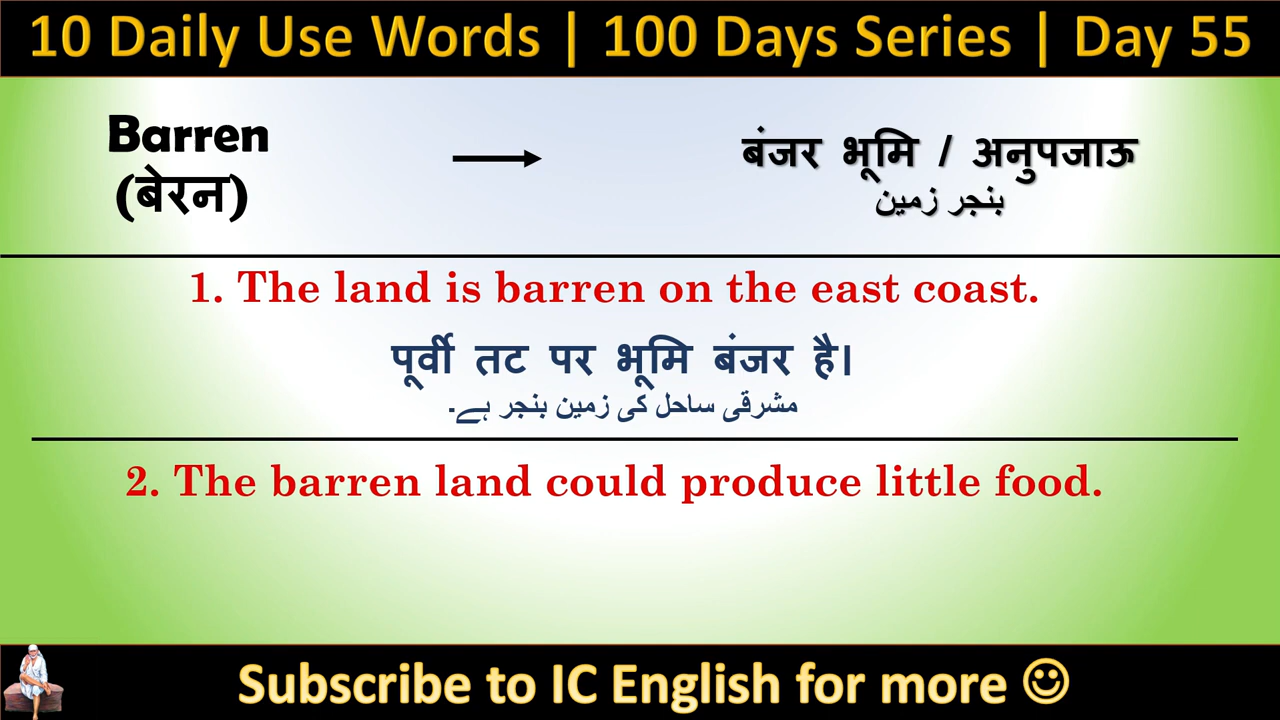 10 Daily Use Words | 100 Days Series | Day 55
Barren
(बेरन)
बंजर भूमि / अनुपजाऊ
بنجر زمین
1. The land is barren on the east coast.
पूर्वी तट पर भूमि बंजर है।
مشرقی ساحل کی زمین بنجر ہے۔
2. The barren land could produce little food.
Subscribe to IC English for more ☺